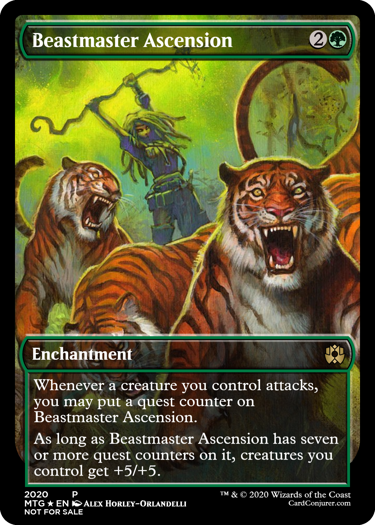 Beastmaster Ascension 2
Enchantment
Whenever a creature you control attacks,
you may put a quest counter on
Beastmaster Ascension.
As long as Beastmaster Ascension has seven
or more quest counters on it, creatures you
control get +5/+5.
2020 P
MTG ★ EN Alex Horley-Orlandelli
NOT FOR SALE
™ & © 2020 Wizards of the Coast
CardConjurer.com